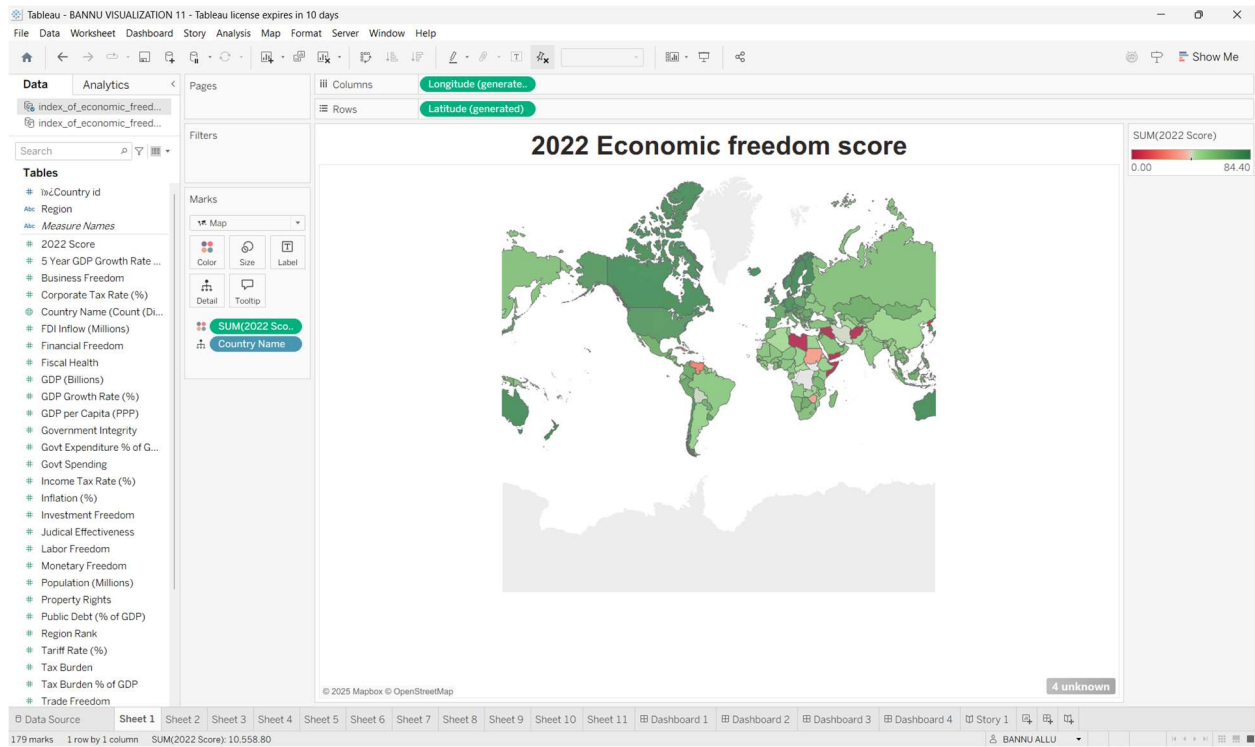 Tableau - BANNU VISUALIZATION 11 - Tableau license expires in 10 days
File Data Worksheet Dashboard Story Analysis Map Format Server Window Help
Show Me
Data Analytics
Pages
iii Columns Longitude (generate..
Rows Latitude (generated)
index_of_economic_freed...
index_of_economic_freed...
Filters
2022 Economic freedom score
SUM(2022 Score)
0.00 84.40
Search
Tables
ï»¿Country id
Abc Region
Abc Measure Names
# 2022 Score
# 5 Year GDP Growth Rate ...
# Business Freedom
# Corporate Tax Rate (%)
Country Name (Count (Di...
# FDI Inflow (Millions)
# Financial Freedom
# Fiscal Health
# GDP (Billions)
# GDP Growth Rate (%)
# GDP per Capita (PPP)
# Government Integrity
# Govt Expenditure % of G...
# Govt Spending
# Income Tax Rate (%)
# Inflation (%)
# Investment Freedom
# Judical Effectiveness
# Labor Freedom
# Monetary Freedom
# Population (Millions)
# Property Rights
# Public Debt (% of GDP)
# Region Rank
# Tariff Rate (%)
# Tax Burden
# Tax Burden % of GDP
# Trade Freedom
Marks
Map
Color Size Label
Detail Tooltip
SUM(2022 Sco..
Country Name
© 2025 Mapbox © OpenStreetMap
4 unknown
Data Source Sheet 1 Sheet 2 Sheet 3 Sheet 4 Sheet 5 Sheet 6 Sheet 7 Sheet 8 Sheet 9 Sheet 10 Sheet 11 Dashboard 1 Dashboard 2 Dashboard 3 Dashboard 4 Story 1
179 marks 1 row by 1 column SUM(2022 Score): 10,558.80 BANNU ALLU